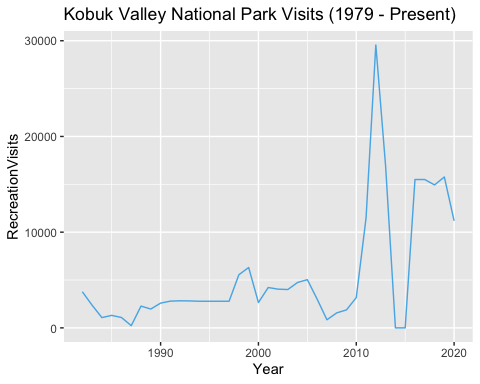 Kobuk Valley National Park Visits (1979 - Present)
30000
20000
10000
0
RecreationVisits
1990
2000
2010
2020
Year